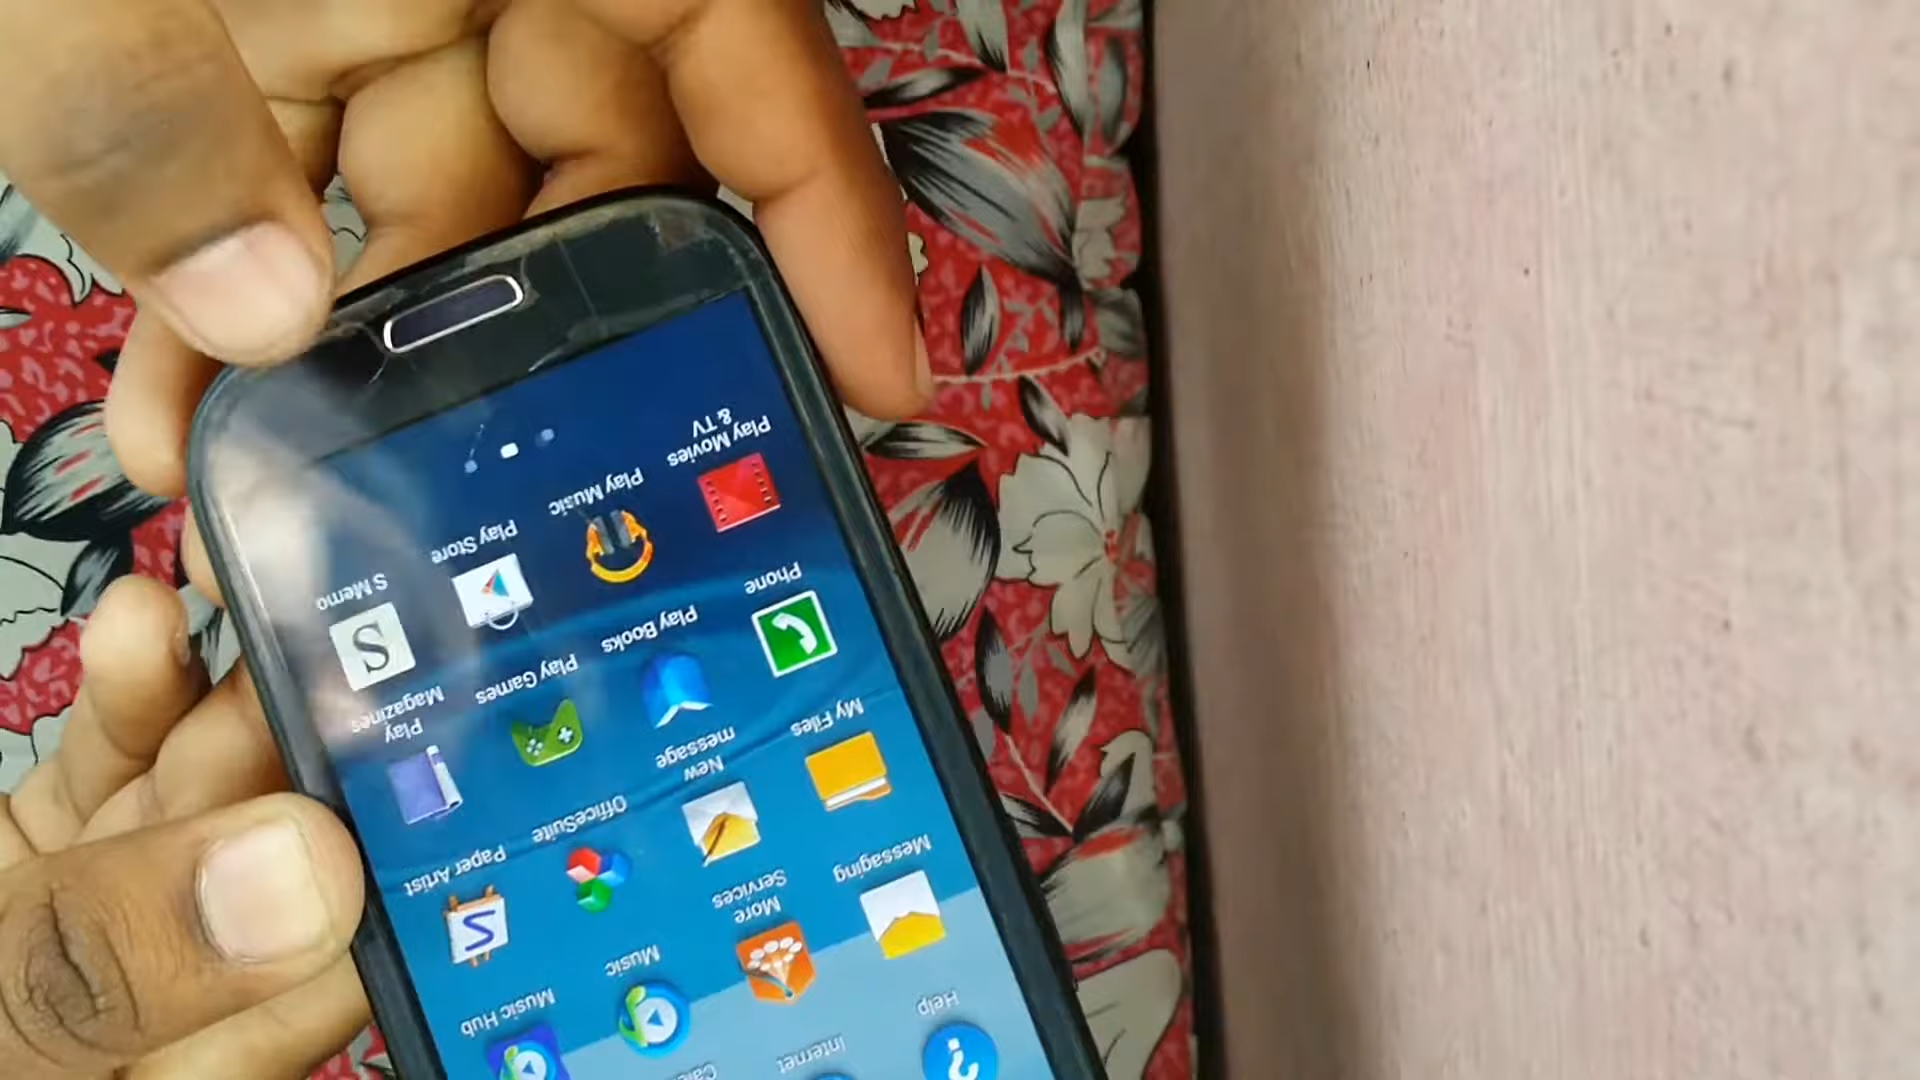 Help
Internet
Messaging
More
Services
Music
Music Hub
My Files
New
message
OfficeSuite
Paper Artist
Phone
Play Books
Play Games
Play
Magazines
Play Movies
& TV
Play Music
Play Store
S Memo